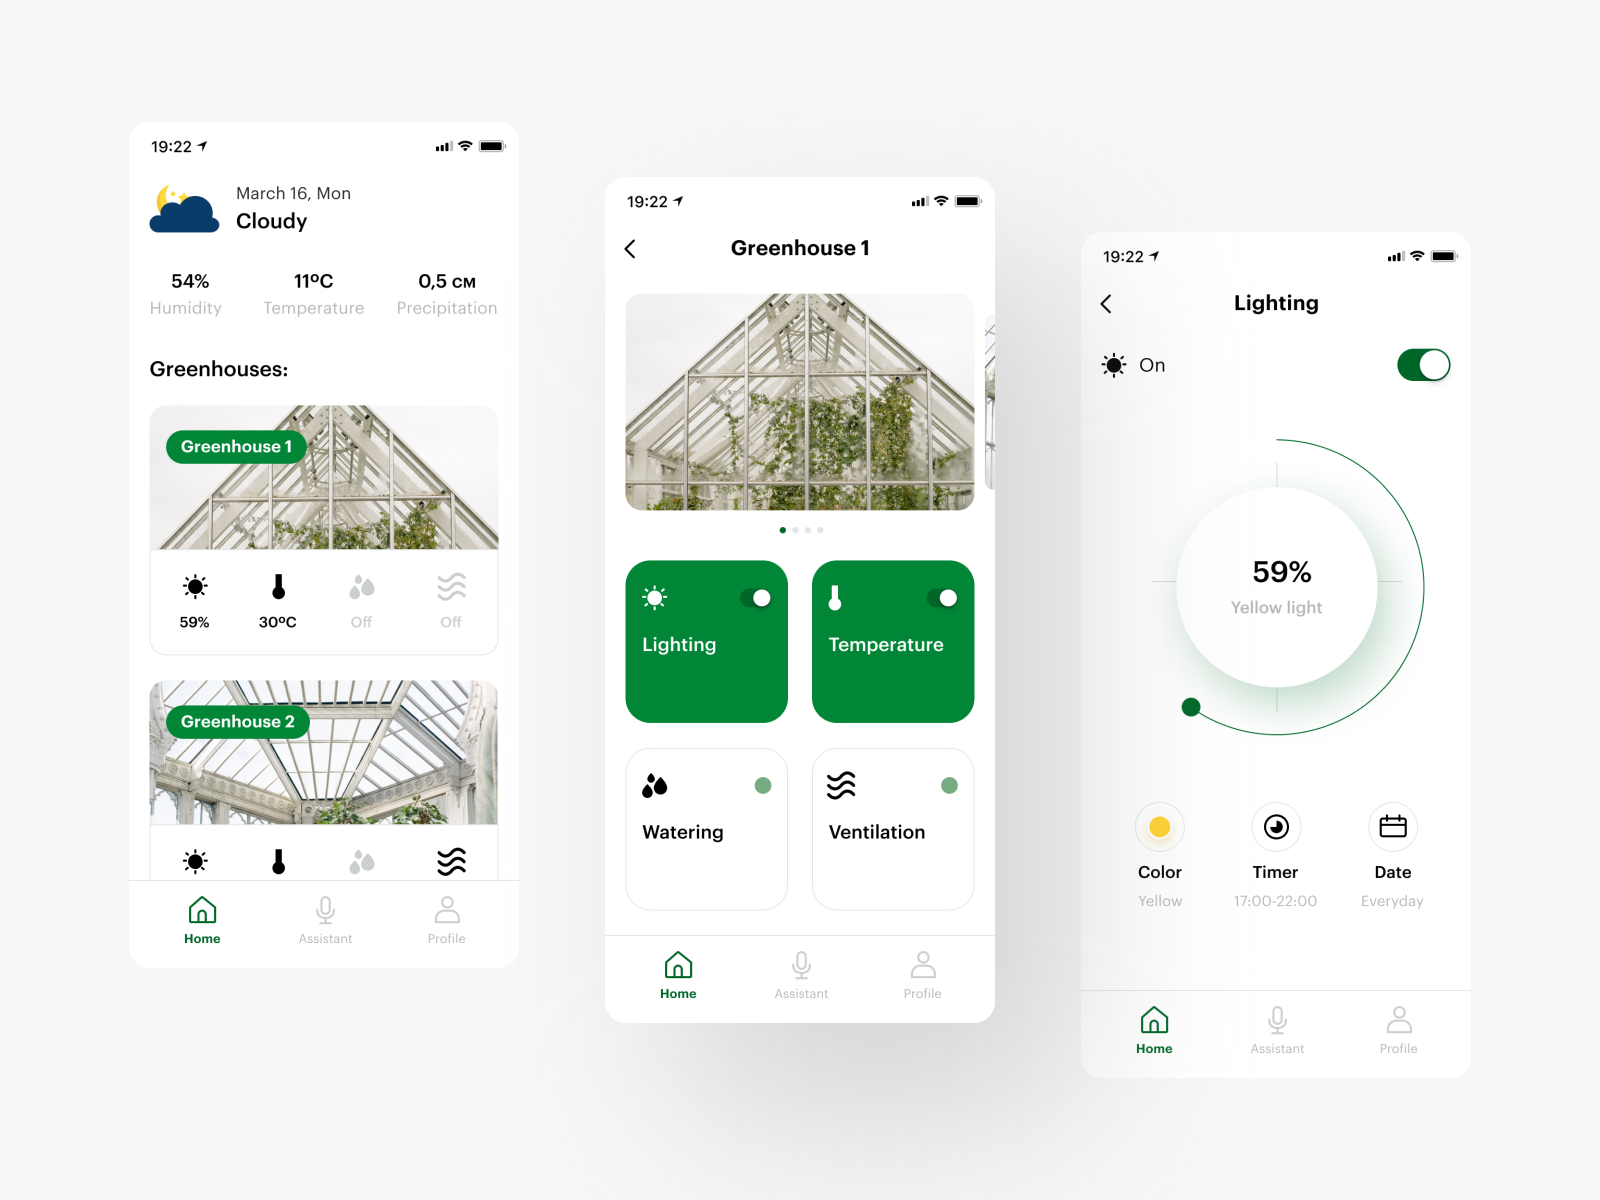 19:22
March 16, Mon
Cloudy
54%
Humidity
11ºC
Temperature
0,5 см
Precipitation
Greenhouses:
Greenhouse 1
59%
30ºC
Off
Off
Greenhouse 2
Home
Assistant
Profile
19:22
Greenhouse 1
Lighting
Temperature
Watering
Ventilation
Home
Assistant
Profile
19:22
Lighting
On
59%
Yellow light
Color
Yellow
Timer
17:00-22:00
Date
Everyday
Home
Assistant
Profile